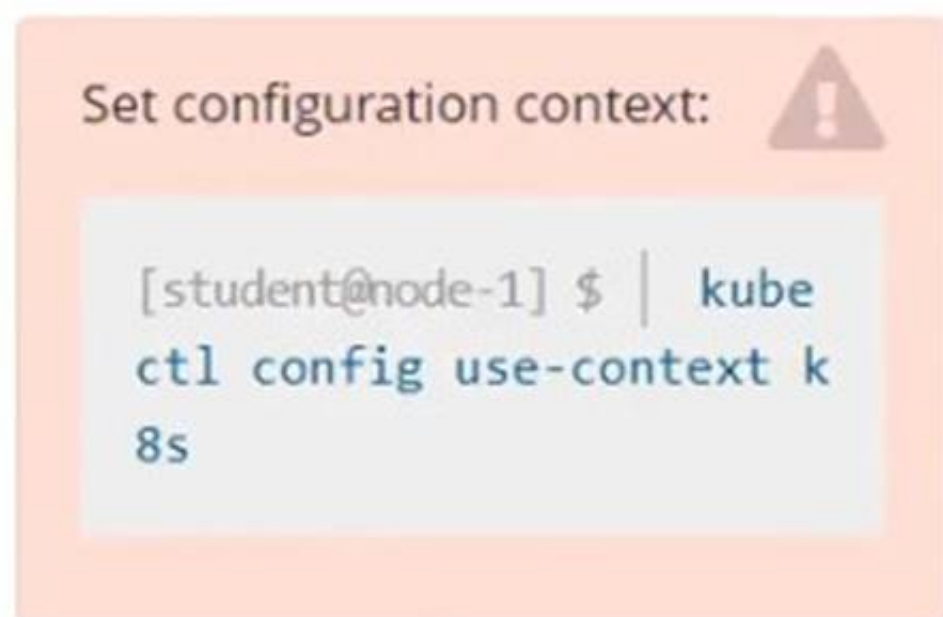 Set configuration context:
[student@node-1] $ | kube
ctl config use-context k
8s